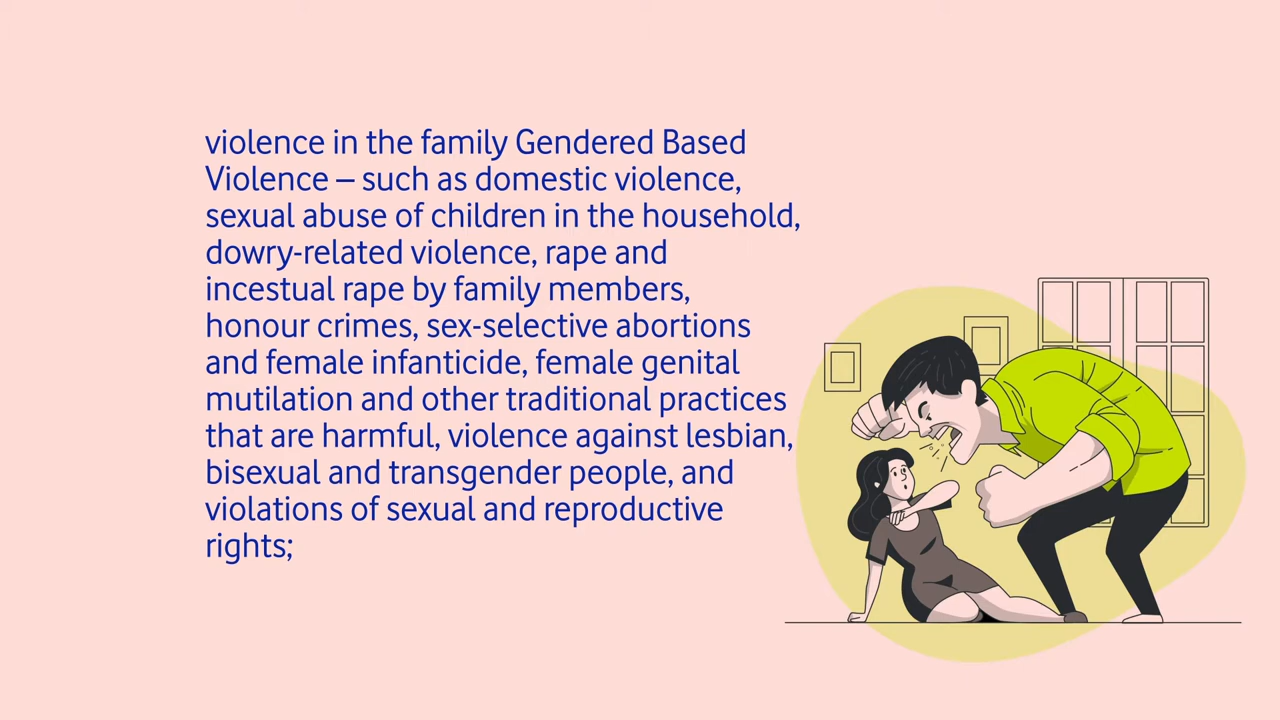 violence in the family Gendered Based
Violence – such as domestic violence,
sexual abuse of children in the household,
dowry-related violence, rape and
incestual rape by family members,
honour crimes, sex-selective abortions
and female infanticide, female genital
mutilation and other traditional practices
that are harmful, violence against lesbian,
bisexual and transgender people, and
violations of sexual and reproductive
rights;